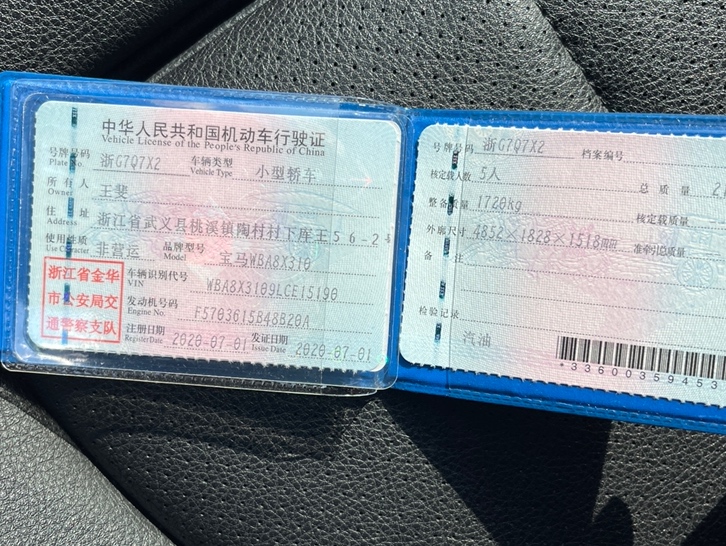 中华人民共和国机动车行驶证
Vehicle License of the People's Republic of China
号牌号码 浙G7Q7X2 车辆类型 小型轿车
Plate No. Vehicle Type
所有人 王斐
Owner
住址 浙江省武义县桃溪镇陶村村下库王56-2号
Address
使用性质 非营运 品牌型号 宝马WBA8X310
Use Character Model
浙江省金华
市公安局交
通警察支队
车辆识别代号 WBA8X3109LCE15190
VIN
发动机号码 F5703615B48B20A
Engine No.
注册日期 2020-07-01 发证日期 2020-07-01
Register Date Issue Date
号牌号码 浙G7Q7X2 档案编号
核定载人数 5人 总质量
整备质量 1720kg 核定载质量
外廓尺寸 4852×1828×1518mm 准牵引总质量
备注
检验记录
汽油
*336003594553